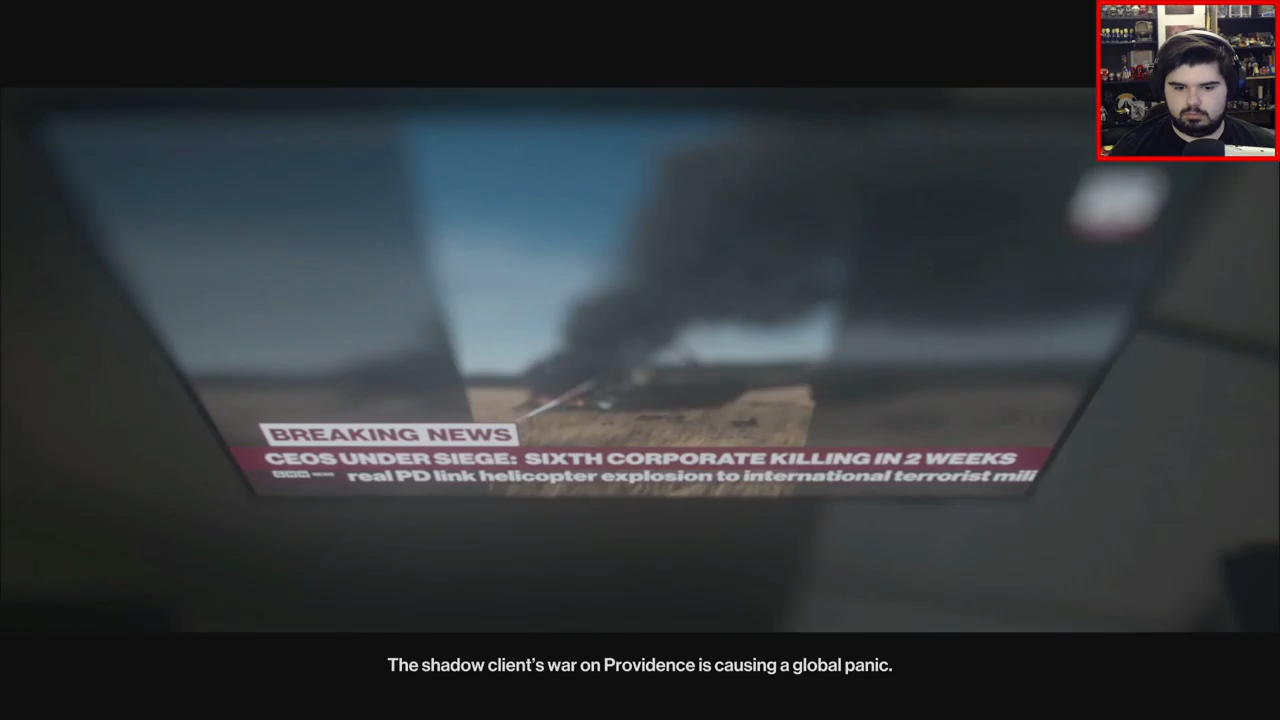 BREAKING NEWS
CEOS UNDER SIEGE: SIXTH CORPORATE KILLING IN 2 WEEKS
real PD link helicopter explosion to international terrorist mili
The shadow client's war on Providence is causing a global panic.